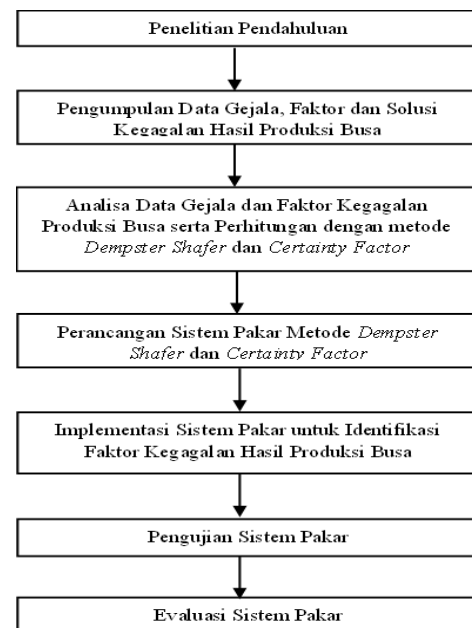 Penelitian Pendahuluan
Pengumpulan Data Gejala, Faktor dan Solusi
Kegagalan Hasil Produksi Busa
Analisa Data Gejala dan Faktor Kegagalan
Produksi Busa serta Perhitungan dengan metode
Dempster Shafer dan Certainty Factor
Perancangan Sistem Pakar Metode Dempster
Shafer dan Certainty Factor
Implementasi Sistem Pakar untuk Identifikasi
Faktor Kegagalan Hasil Produksi Busa
Pengujian Sistem Pakar
Evaluasi Sistem Pakar